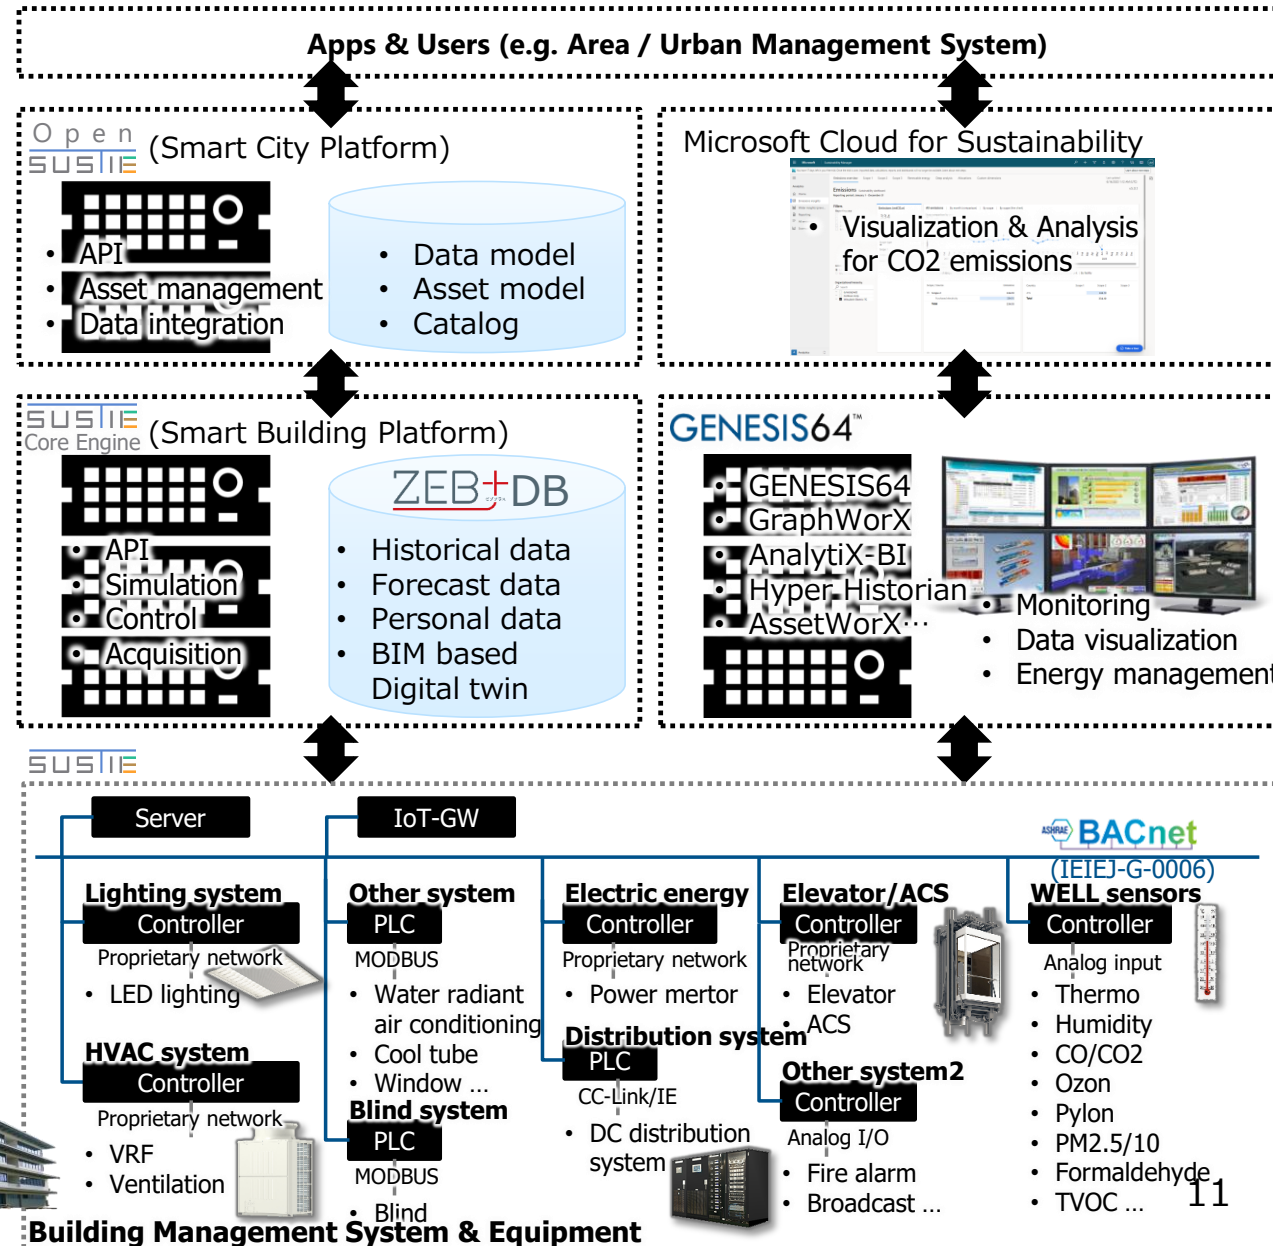 Apps & Users (e.g. Area / Urban Management System)
Open
SUSTIE
(Smart City Platform)
• API
• Asset management
• Data integration
• Data model
• Asset model
• Catalog
Microsoft Cloud for Sustainability
Emissions
• Visualization & Analysis
for CO2 emissions
SUSTIE
Core Engine
(Smart Building Platform)
• API
• Simulation
• Control
• Acquisition
ZEB+DB
• Historical data
• Forecast data
• Personal data
• BIM based
Digital twin
GENESIS64™
• GENESIS64
• GraphWorX
• AnalytiX-BI
• Hyper Historian
• AssetWorX…
• Monitoring
• Data visualization
• Energy management
SUSTIE
Server
IoT-GW
ASHRAE BACnet
(IEIEJ-G-0006)
Lighting system
Controller
Proprietary network
• LED lighting
HVAC system
Controller
Proprietary network
• VRF
• Ventilation
Other system
PLC
MODBUS
• Water radiant
air conditioning
• Cool tube
• Window ...
Blind system
PLC
MODBUS
• Blind
Electric energy
Controller
Proprietary network
• Power mertor
Distribution system
PLC
CC-Link/IE
• DC distribution
system
Elevator/ACS
Controller
Proprietary
network
• Elevator
• ACS
Other system2
Controller
Analog I/O
• Fire alarm
• Broadcast ...
WELL sensors
Controller
Analog input
• Thermo
• Humidity
• CO/CO2
• Ozon
• Pylon
• PM2.5/10
• Formaldehyde
• TVOC ...
11
Building Management System & Equipment